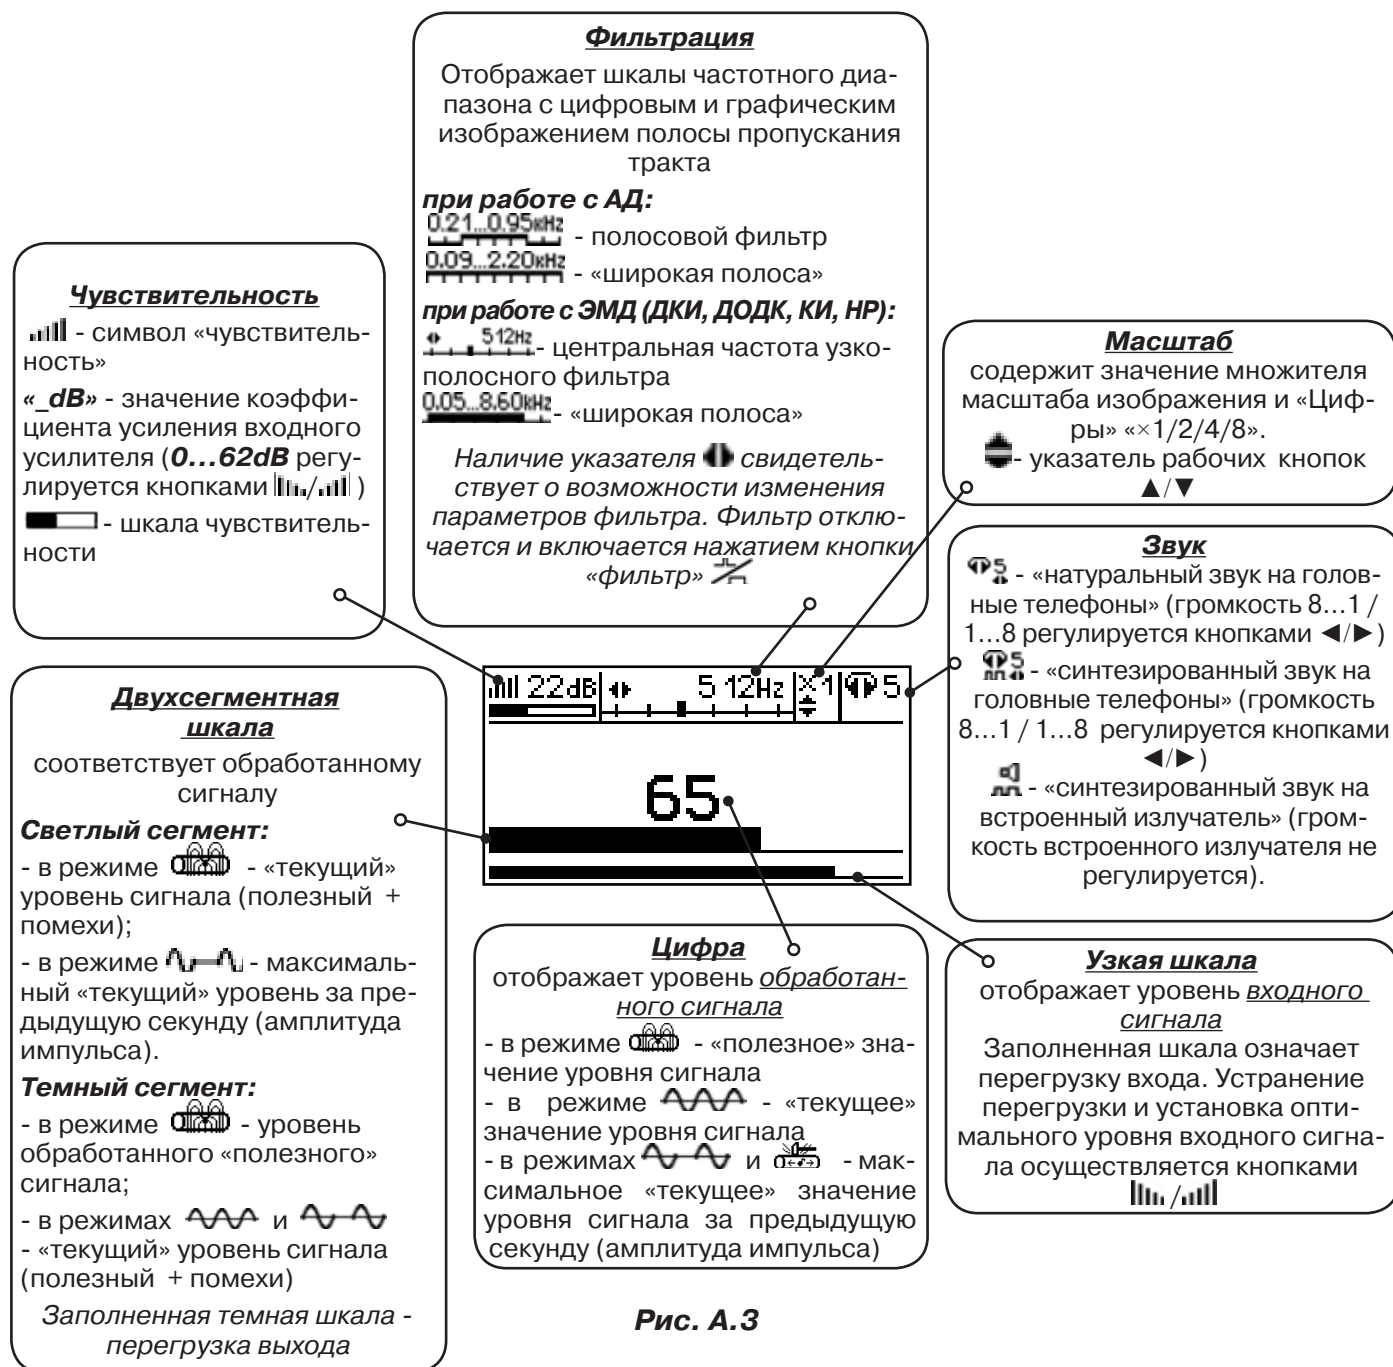 Фильтрация
Отображает шкалы частотного диа-
пазона с цифровым и графическим
изображением полосы пропускания
тракта
при работе с АД:
0.21...0.95кHz - полосовой фильтр
0.09...2.20кHz - «широкая полоса»
при работе с ЭМД (ДКИ, ДОДК, КИ, НР):
512Hz - центральная частота узко-
полосного фильтра
0.05...8.60кHz - «широкая полоса»
Наличие указателя свидетель-
ствует о возможности изменения
параметров фильтра. Фильтр отклю-
чается и включается нажатием кнопки
«фильтр»
Чувствительность
- символ «чувствитель-
ность»
«_dB» - значение коэффи-
циента усиления входного
усилителя (0...62dB регу-
лируется кнопками / )
- шкала чувствитель-
ности
Масштаб
содержит значение множителя
масштаба изображения и «Циф-
ры» «×1/2/4/8».
- указатель рабочих кнопок
▲/▼
Звук
5 - «натуральный звук на голов-
ные телефоны» (громкость 8...1 /
1...8 регулируется кнопками ◄/►)
5 - «синтезированный звук на
головные телефоны» (громкость
8...1 / 1...8 регулируется кнопками
◄/►)
- «синтезированный звук на
встроенный излучатель» (гром-
кость встроенного излучателя не
регулируется).
Двухсегментная
шкала
соответствует обработанному
сигналу
Светлый сегмент:
- в режиме - «текущий»
уровень сигнала (полезный +
помехи);
- в режиме - максималь-
ный «текущий» уровень за пре-
дыдущую секунду (амплитуда
импульса).
Темный сегмент:
- в режиме - уровень
обработанного «полезного»
сигнала;
- в режимах и
- «текущий» уровень сигнала
(полезный + помехи)
Заполненная темная шкала -
перегрузка выхода
22dB 512Hz ×1 5
65
Цифра
отображает уровень обработан-
ного сигнала
- в режиме - «полезное» зна-
чение уровня сигнала
- в режиме - «текущее»
значение уровня сигнала
- в режимах и - мак-
симальное «текущее» значение
уровня сигнала за предыдущую
секунду (амплитуда импульса)
Узкая шкала
отображает уровень входного
сигнала
Заполненная шкала означает
перегрузку входа. Устранение
перегрузки и установка опти-
мального уровня входного сигна-
ла осуществляется кнопками
/
Рис. А.3